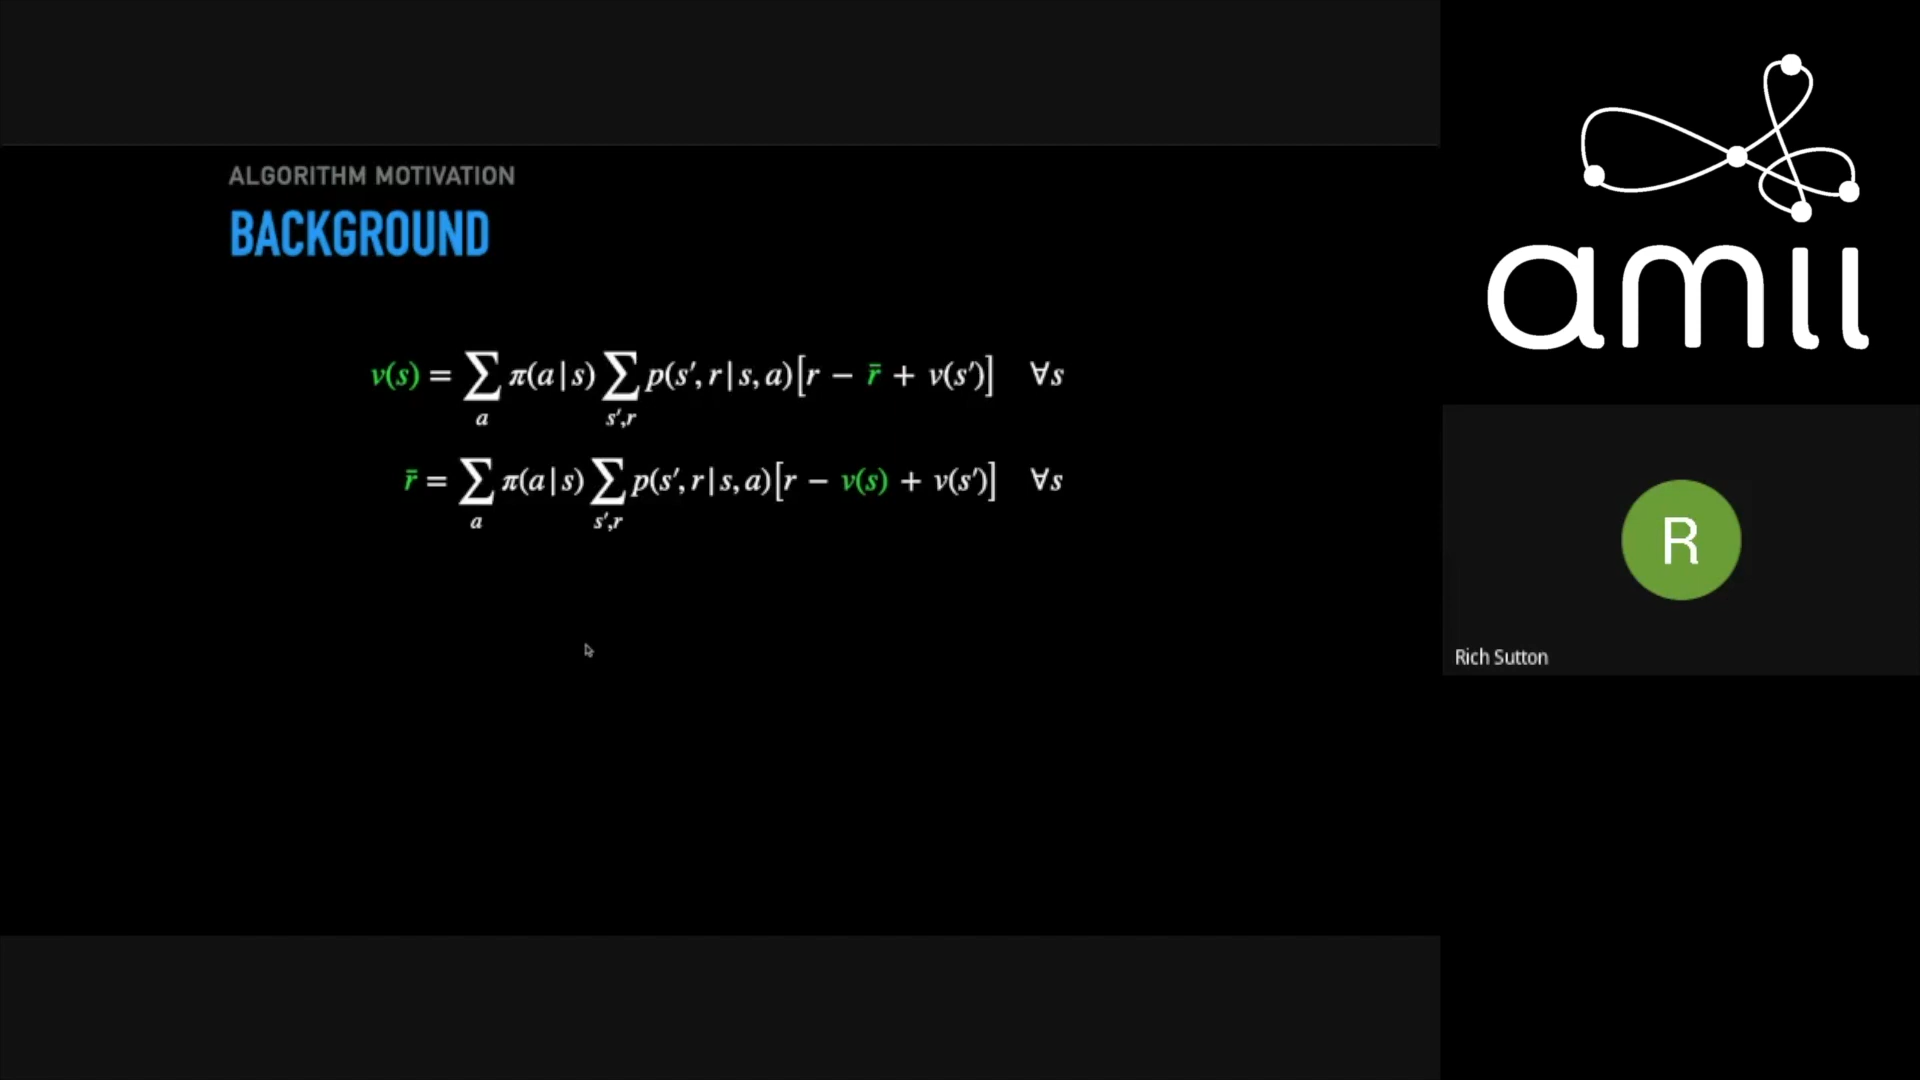 ALGORITHM MOTIVATION
BACKGROUND
v(s) = ∑_a π(a|s) ∑_{s′,r} p(s′, r|s, a)[r − r̄ + v(s′)] ∀s
r̄ = ∑_a π(a|s) ∑_{s′,r} p(s′, r|s, a)[r − v(s) + v(s′)] ∀s
amii
R
Rich Sutton